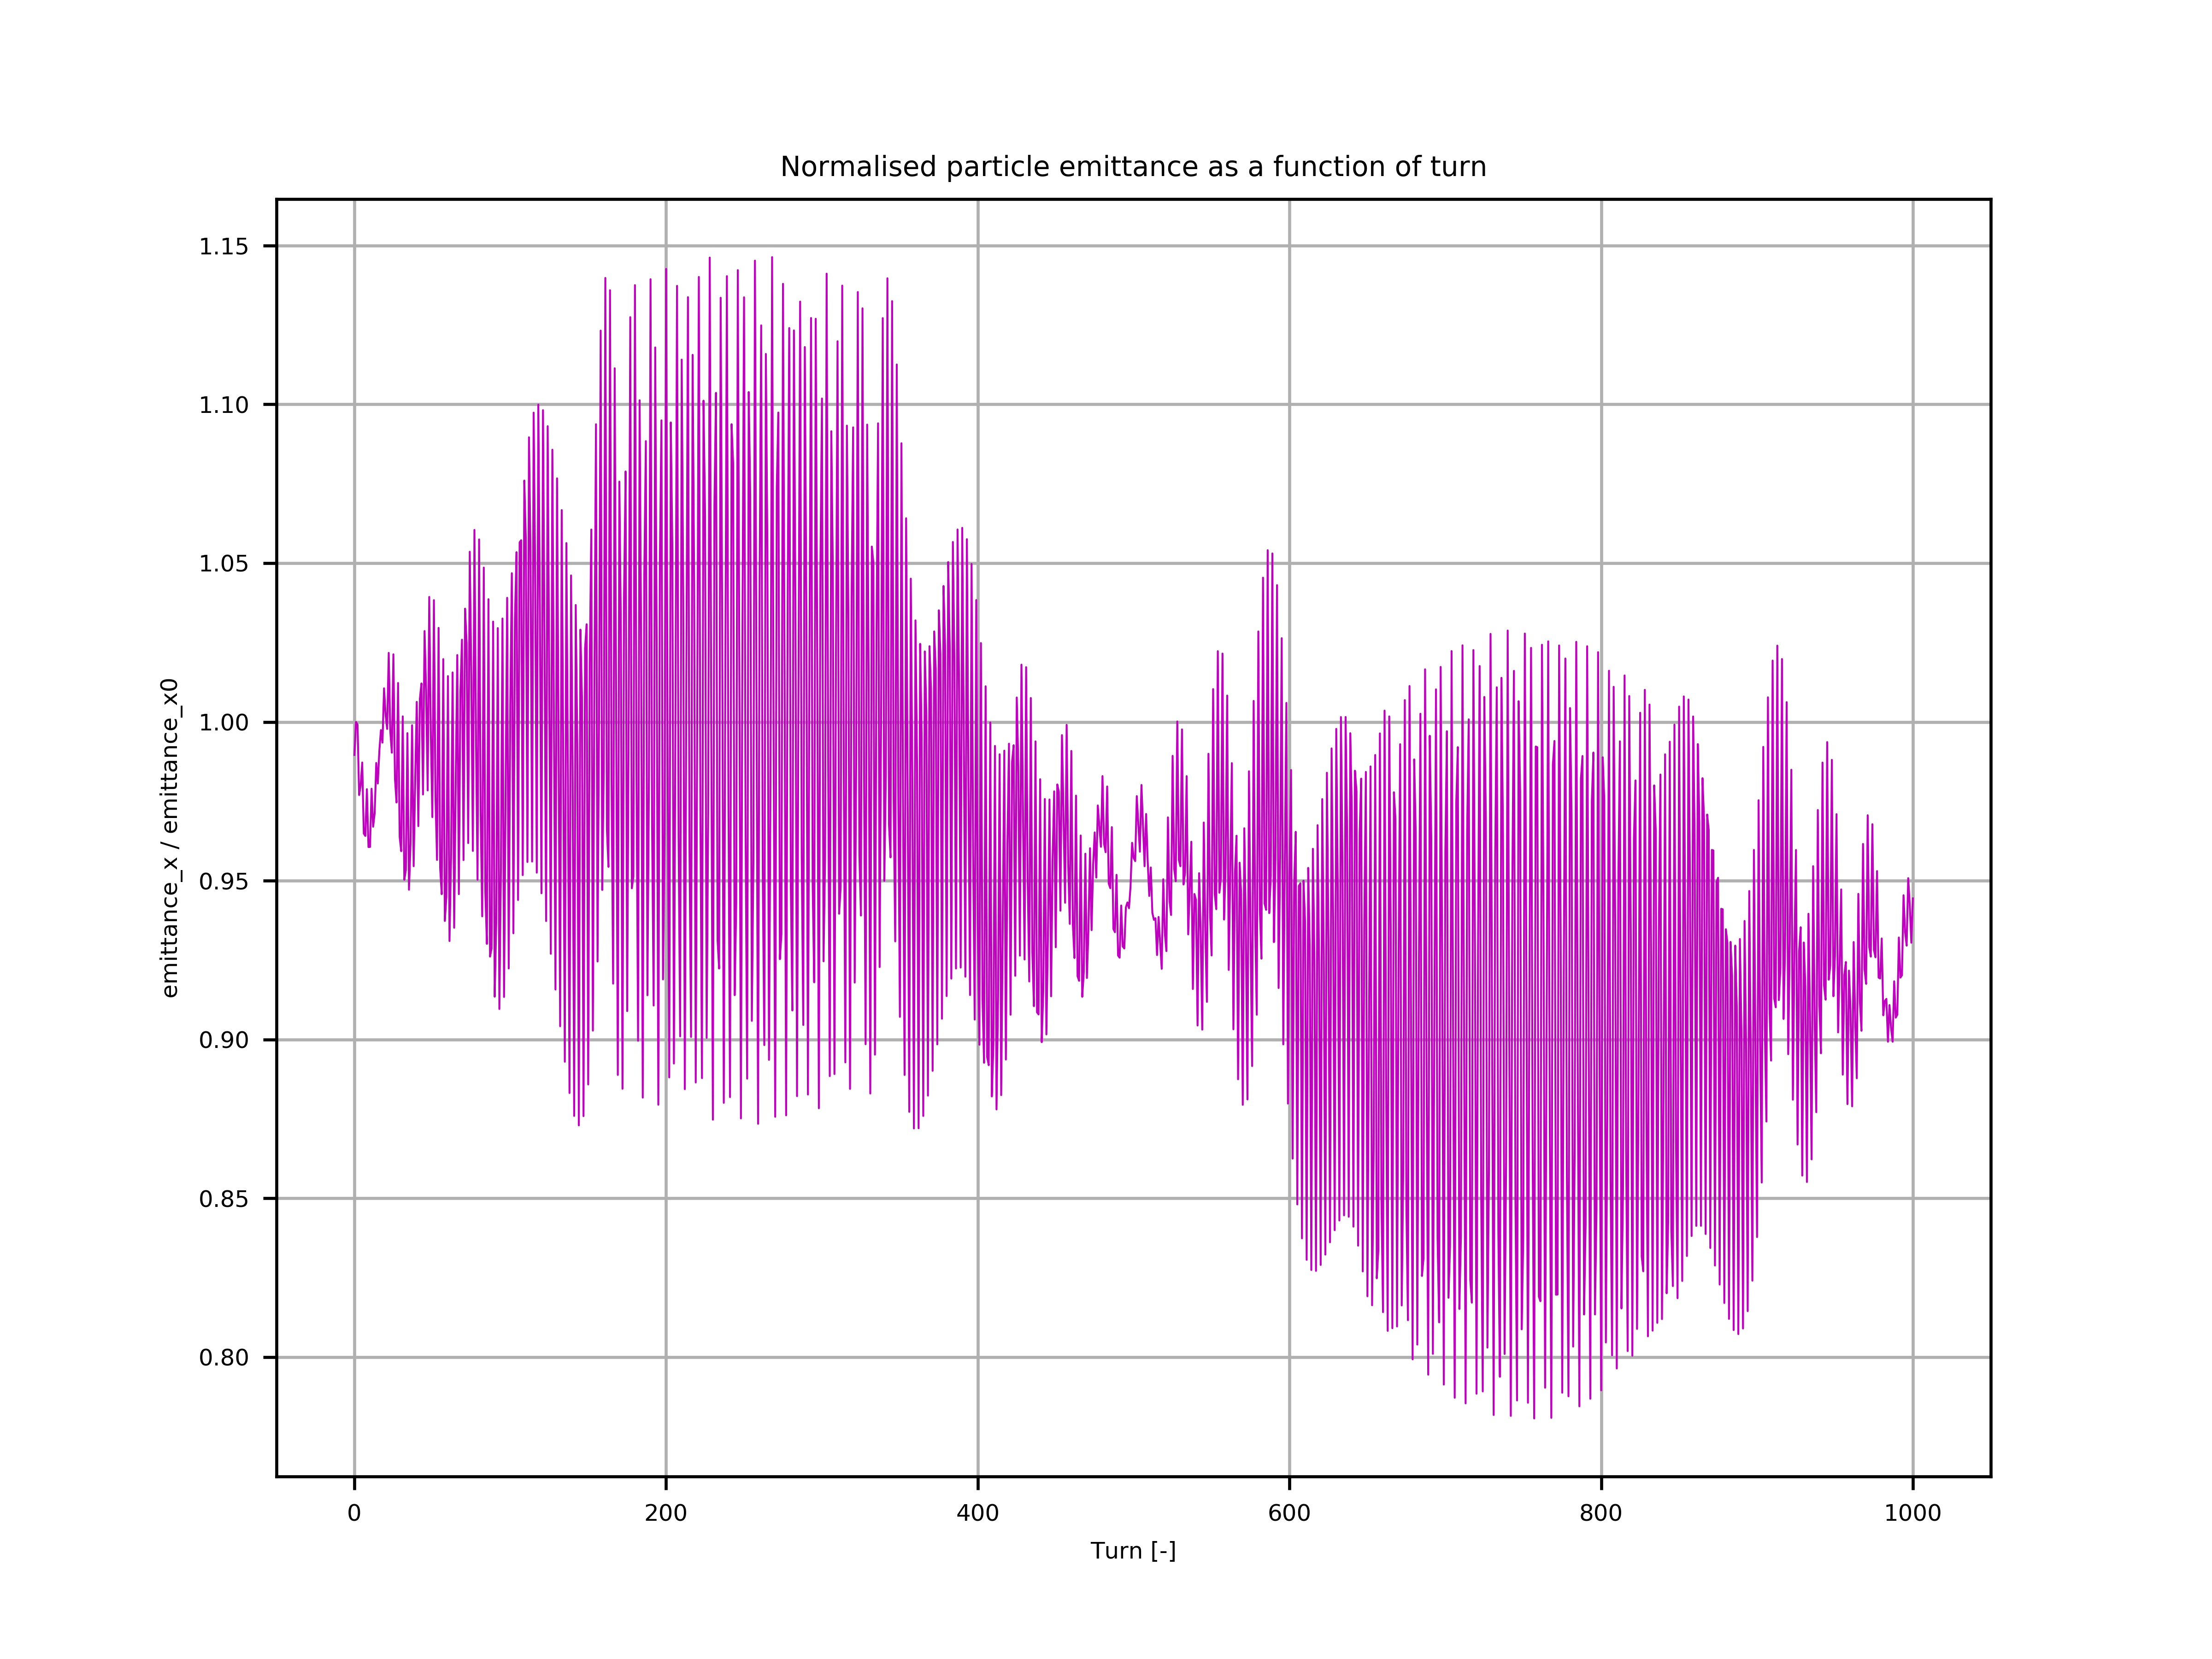 Normalised particle emittance as a function of turn
1.15
1.10
1.05
1.00
0.95
0.90
0.85
0.80
emittance_x / emittance_x0
0 200 400 600 800 1000
Turn [-]